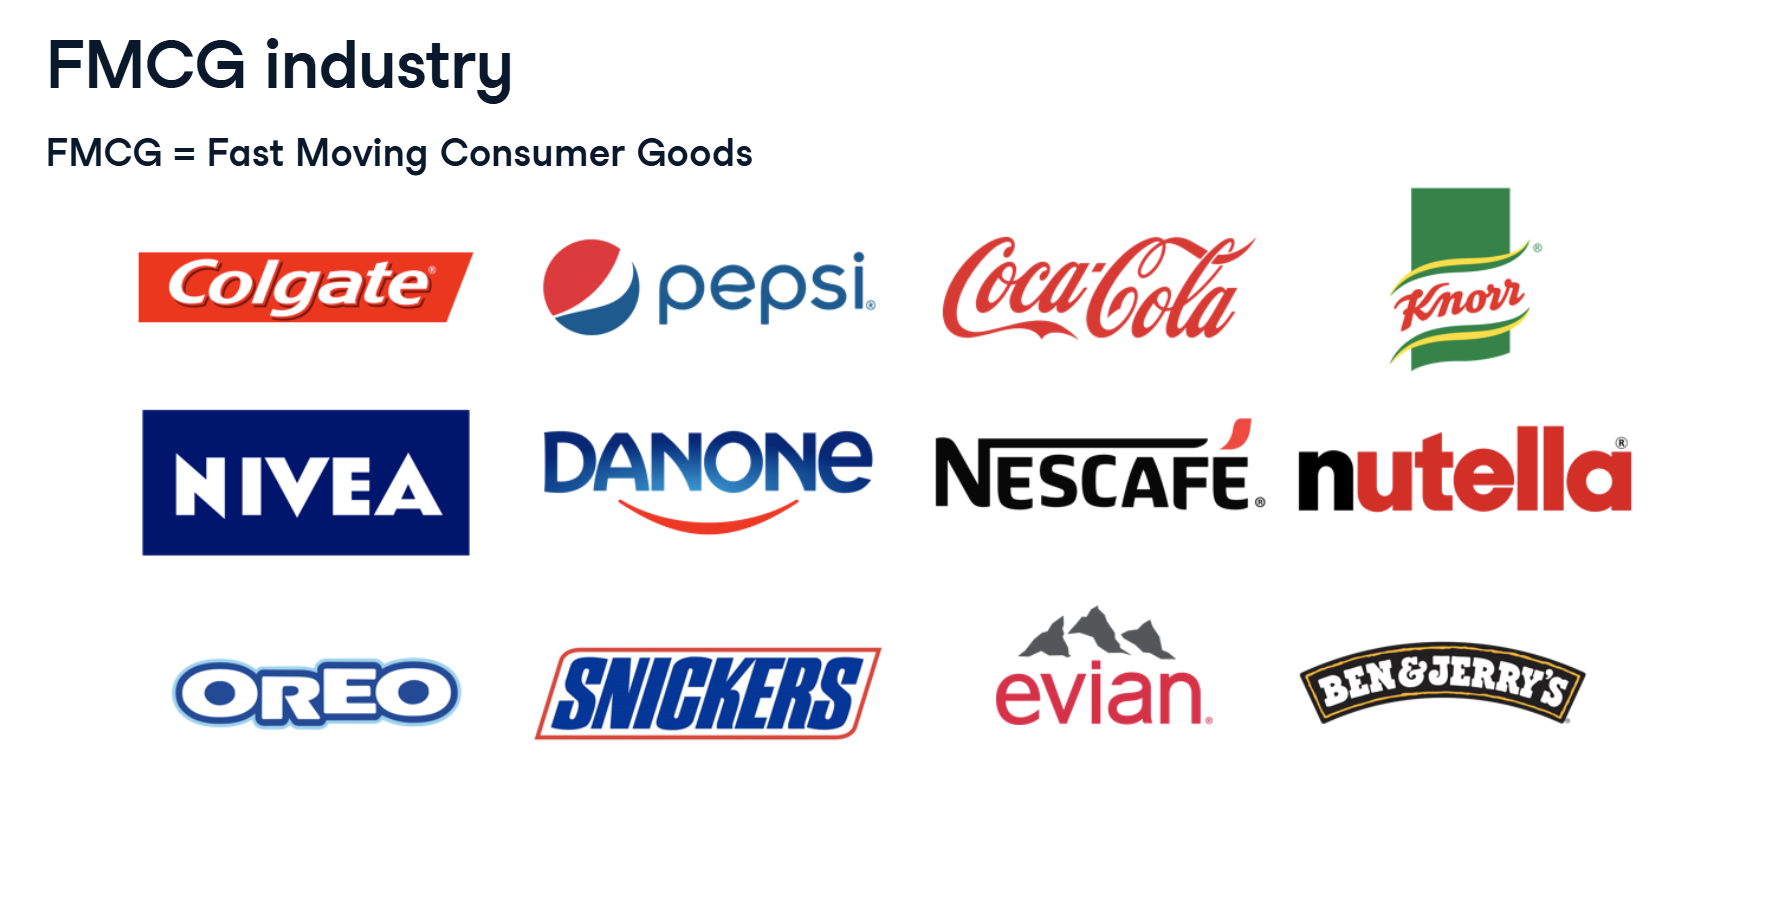 FMCG industry
FMCG = Fast Moving Consumer Goods
Colgate®
pepsi®
Coca-Cola
Knorr®
NIVEA
DANONE
NESCAFÉ®
nutella®
OREO
SNICKERS
evian®
BEN & JERRY'S®